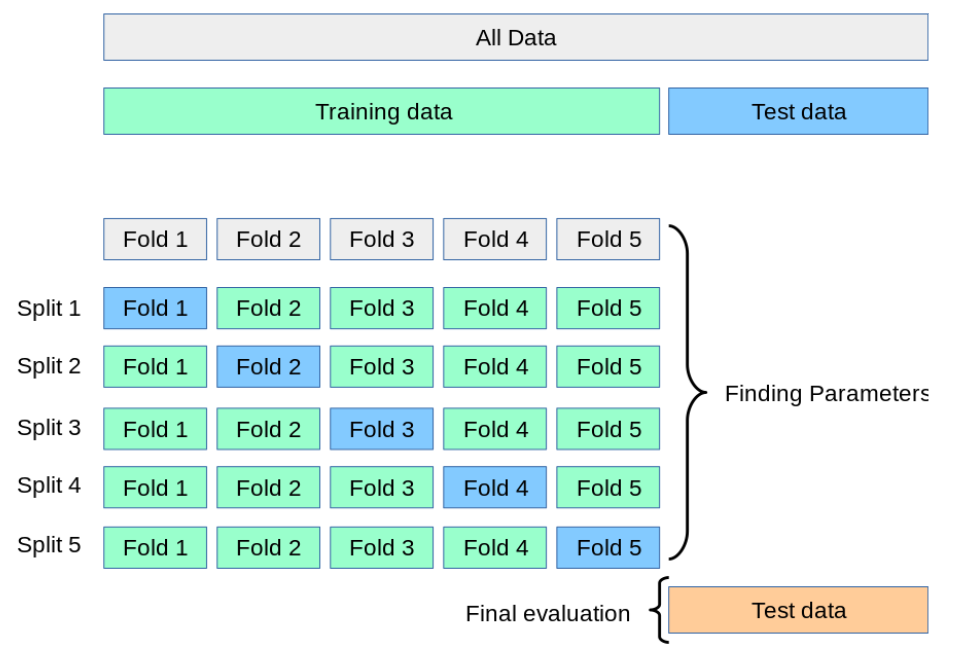 All Data
Training data Test data
Fold 1 Fold 2 Fold 3 Fold 4 Fold 5
Split 1 Fold 1 Fold 2 Fold 3 Fold 4 Fold 5
Split 2 Fold 1 Fold 2 Fold 3 Fold 4 Fold 5
Finding Parameters
Split 3 Fold 1 Fold 2 Fold 3 Fold 4 Fold 5
Split 4 Fold 1 Fold 2 Fold 3 Fold 4 Fold 5
Split 5 Fold 1 Fold 2 Fold 3 Fold 4 Fold 5
Final evaluation Test data